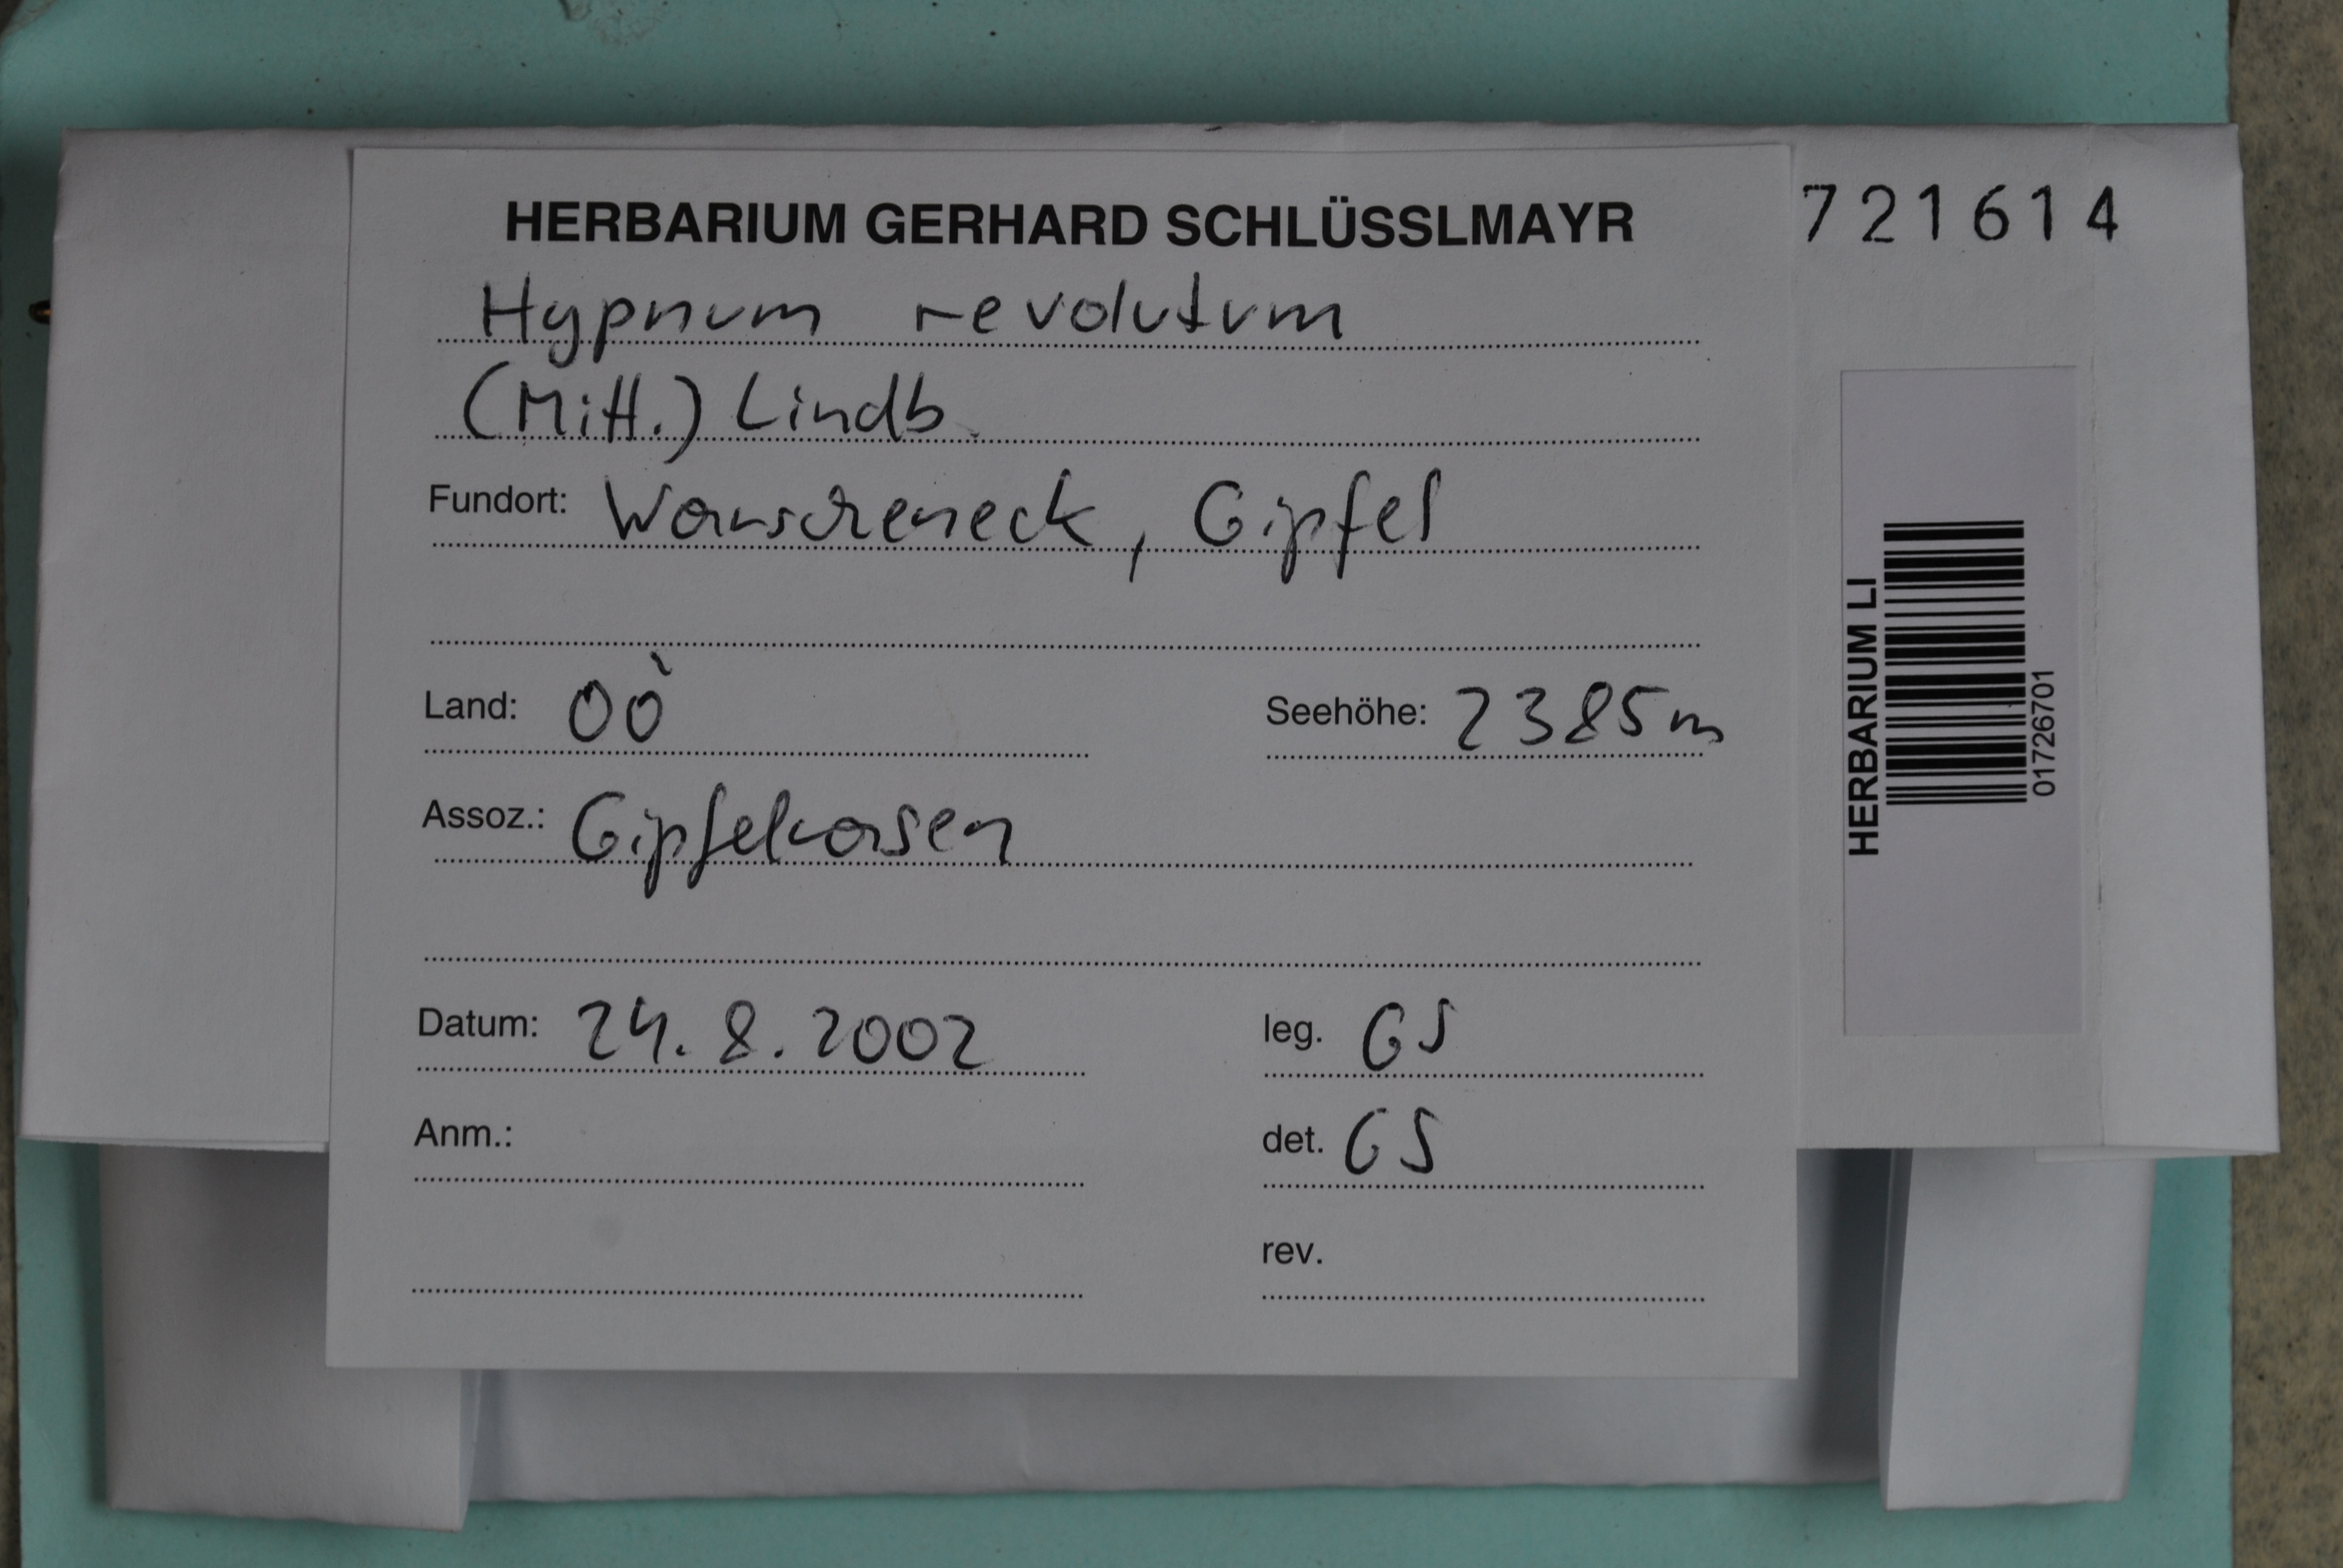 HERBARIUM GERHARD SCHLÜSSLMAYR
721614
Hypnum revolutum
(Mitt.) Lindb.
Fundort: Warscheneck, Gipfel
Land: OÖ
Seehöhe: 2385 m
Assoz.: Gipfelrasen
Datum: 24.8.2002
leg. GS
Anm.:
det. GS
rev.
HERBARIUM LI
01726701